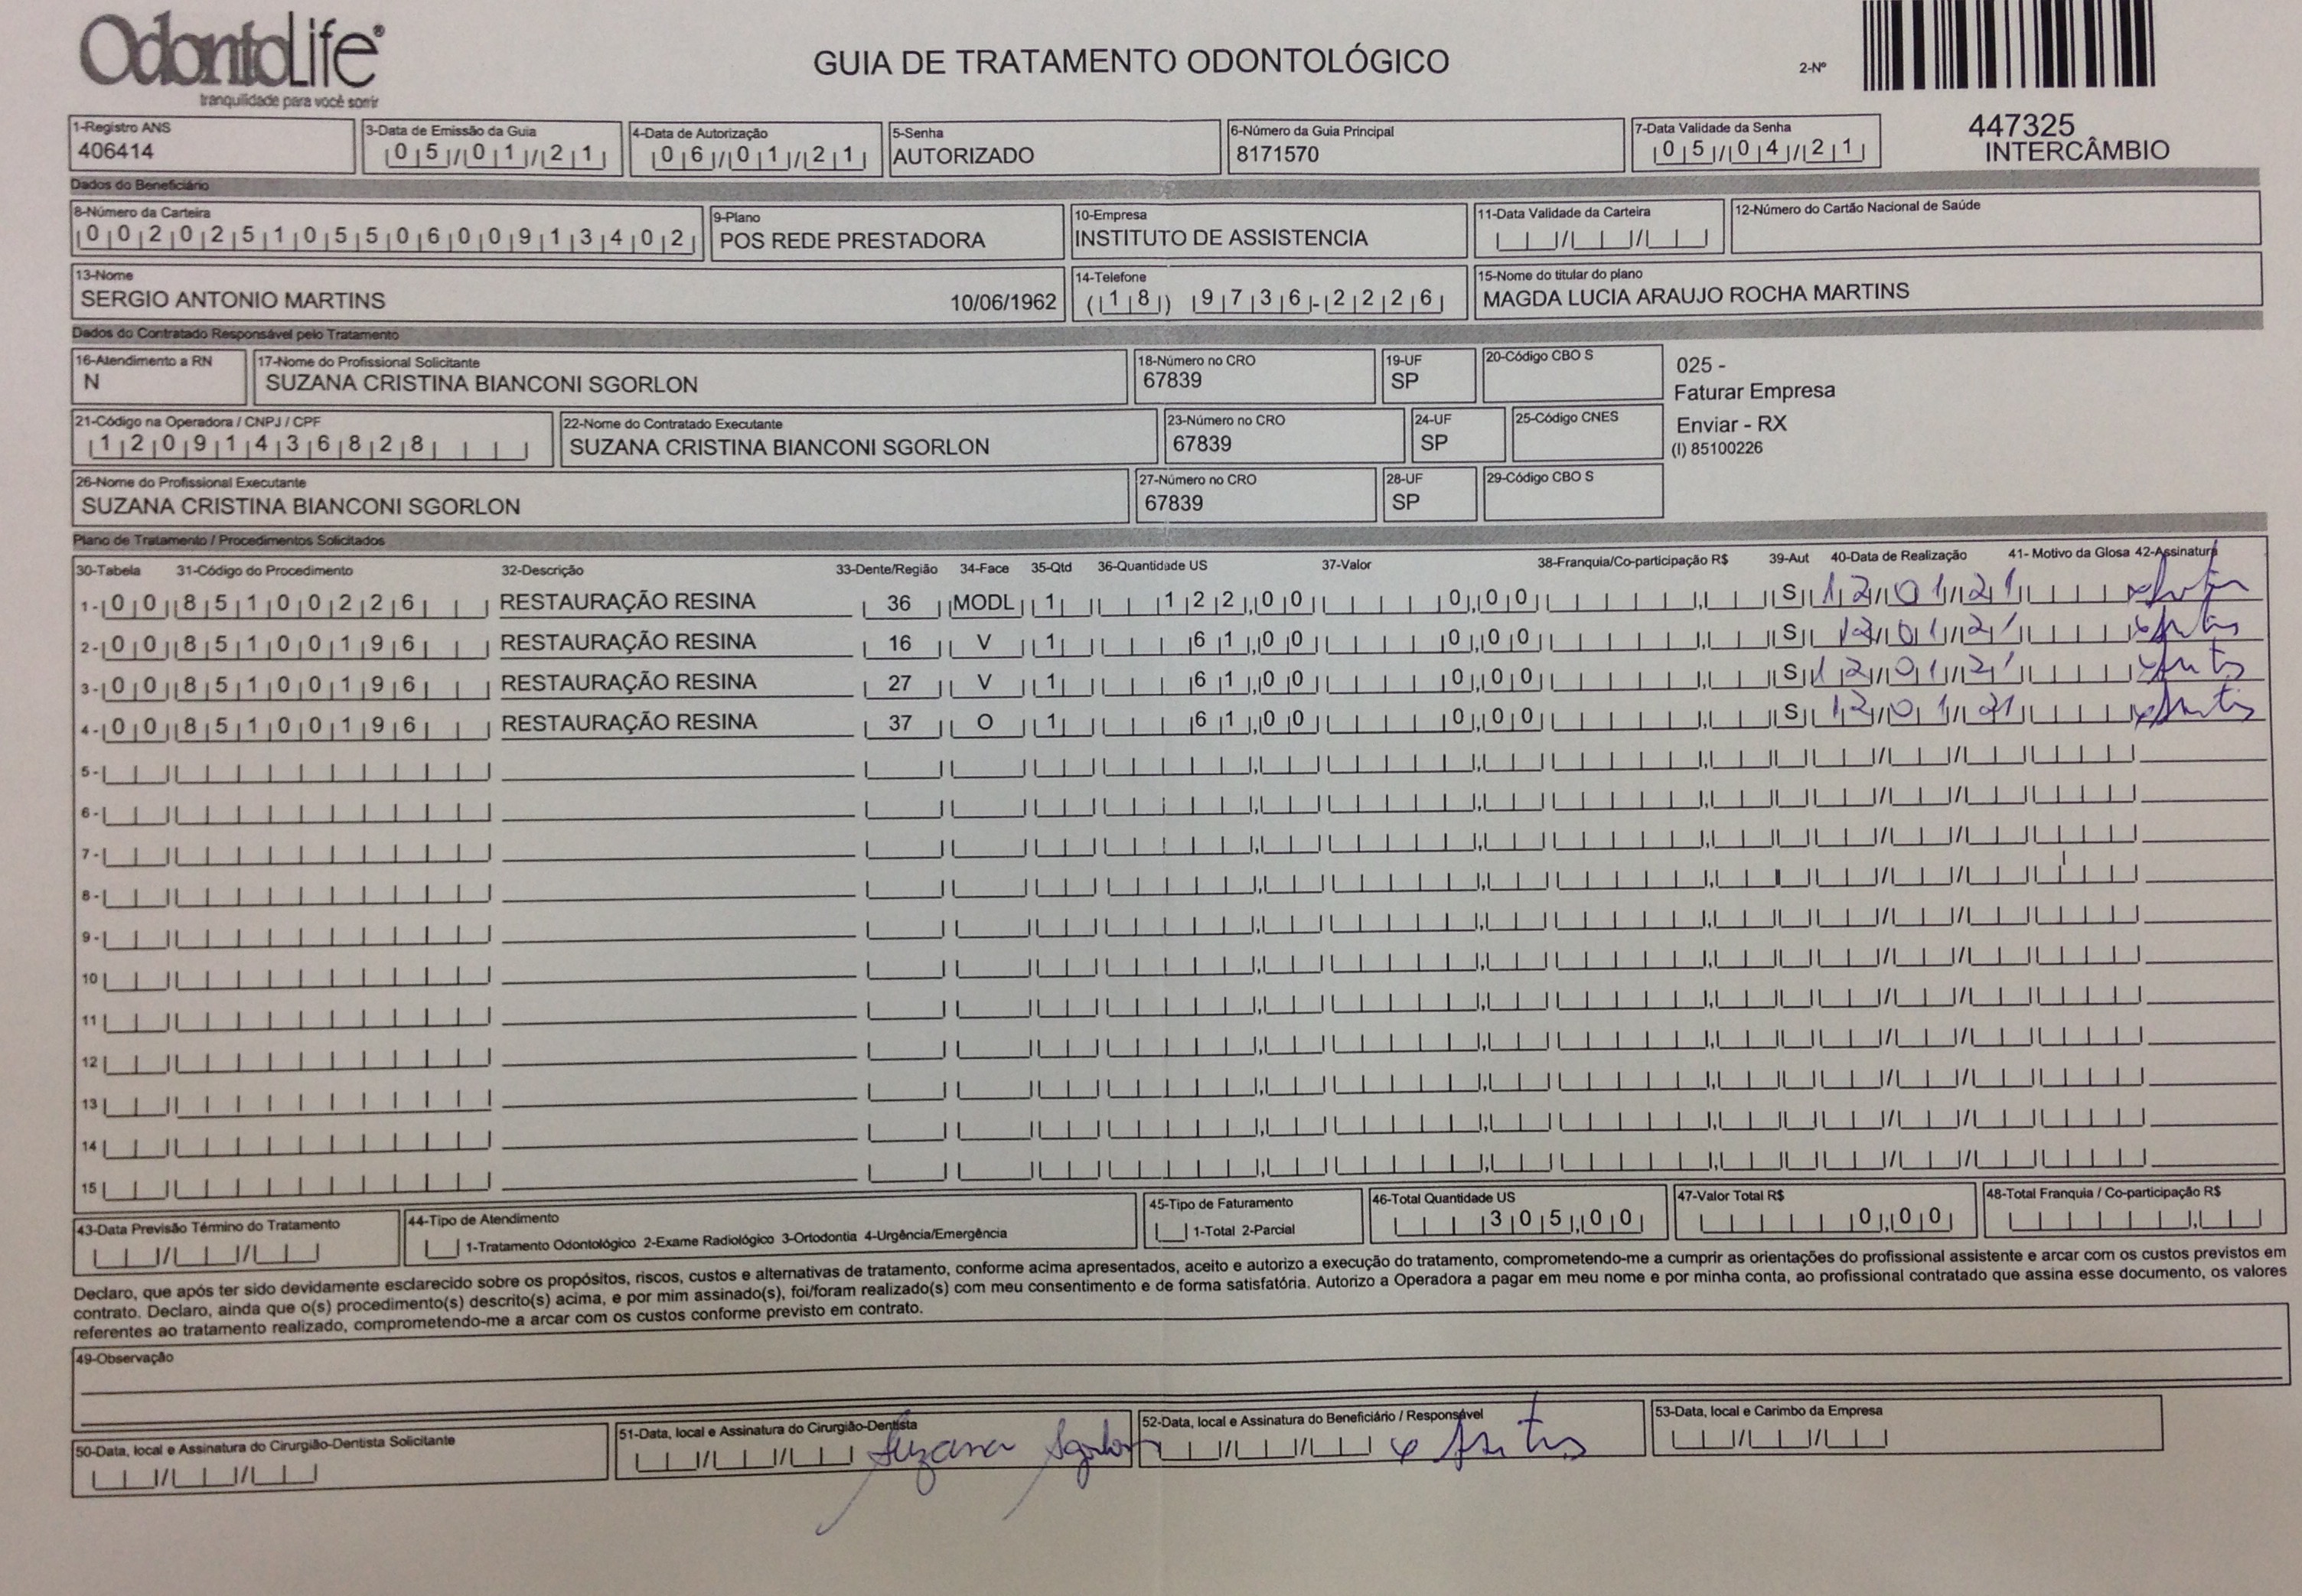 OdontoLife®
tranquilidade para você sorrir
GUIA DE TRATAMENTO ODONTOLÓGICO
2-Nº
447325
INTERCÂMBIO
1-Registro ANS
406414
3-Data de Emissão da Guia
05/01/21
4-Data de Autorização
06/01/21
5-Senha
AUTORIZADO
6-Número da Guia Principal
8171570
7-Data Validade da Senha
05/04/21
Dados do Beneficiário
8-Número da Carteira
00202510550600913402
9-Plano
POS REDE PRESTADORA
10-Empresa
INSTITUTO DE ASSISTENCIA
11-Data Validade da Carteira
12-Número do Cartão Nacional de Saúde
13-Nome
SERGIO ANTONIO MARTINS 10/06/1962
14-Telefone
(18) 9736-2226
15-Nome do titular do plano
MAGDA LUCIA ARAUJO ROCHA MARTINS
Dados do Contratado Responsável pelo Tratamento
16-Atendimento a RN
N
17-Nome do Profissional Solicitante
SUZANA CRISTINA BIANCONI SGORLON
18-Número no CRO
67839
19-UF
SP
20-Código CBO S
025 -
Faturar Empresa
Enviar - RX
(I) 85100226
21-Código na Operadora / CNPJ / CPF
12091436828
22-Nome do Contratado Executante
SUZANA CRISTINA BIANCONI SGORLON
23-Número no CRO
67839
24-UF
SP
25-Código CNES
26-Nome do Profissional Executante
SUZANA CRISTINA BIANCONI SGORLON
27-Número no CRO
67839
28-UF
SP
29-Código CBO S
Plano de Tratamento / Procedimentos Solicitados
30-Tabela 31-Código do Procedimento 32-Descrição 33-Dente/Região 34-Face 35-Qtd 36-Quantidade US 37-Valor 38-Franquia/Co-participação R$ 39-Aut 40-Data de Realização 41- Motivo da Glosa 42-Assinatura
1- 00 85100226 RESTAURAÇÃO RESINA 36 MODL 1 122,00 0,00 S 12/01/21
2- 00 85100196 RESTAURAÇÃO RESINA 16 V 1 61,00 0,00 S 12/01/21
3- 00 85100196 RESTAURAÇÃO RESINA 27 V 1 61,00 0,00 S 12/01/21
4- 00 85100196 RESTAURAÇÃO RESINA 37 O 1 61,00 0,00 S 12/01/21
5-
6-
7-
8-
9-
10
11
12
13
14
15
43-Data Previsão Término do Tratamento
44-Tipo de Atendimento
1-Tratamento Odontológico 2-Exame Radiológico 3-Ortodontia 4-Urgência/Emergência
45-Tipo de Faturamento
1-Total 2-Parcial
46-Total Quantidade US
305,00
47-Valor Total R$
0,00
48-Total Franquia / Co-participação R$
Declaro, que após ter sido devidamente esclarecido sobre os propósitos, riscos, custos e alternativas de tratamento, conforme acima apresentados, aceito e autorizo a execução do tratamento, comprometendo-me a cumprir as orientações do profissional assistente e arcar com os custos previstos em
contrato. Declaro, ainda que o(s) procedimento(s) descrito(s) acima, e por mim assinado(s), foi/foram realizado(s) com meu consentimento e de forma satisfatória. Autorizo a Operadora a pagar em meu nome e por minha conta, ao profissional contratado que assina esse documento, os valores
referentes ao tratamento realizado, comprometendo-me a arcar com os custos conforme previsto em contrato.
49-Observação
50-Data, local e Assinatura do Cirurgião-Dentista Solicitante
51-Data, local e Assinatura do Cirurgião-Dentista
Suzana Sgorlon
52-Data, local e Assinatura do Beneficiário / Responsável
53-Data, local e Carimbo da Empresa